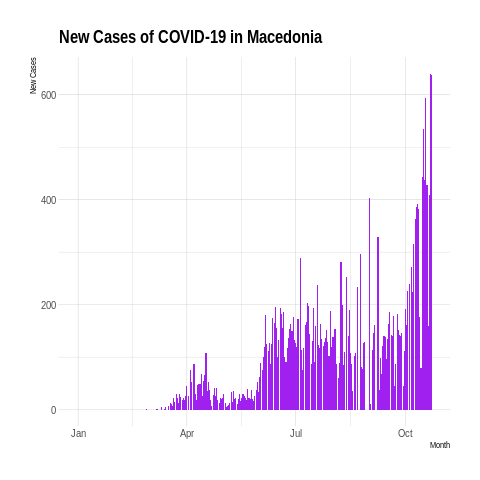 New Cases of COVID-19 in Macedonia
New Cases
600
400
200
0
Jan Apr Jul Oct
Month